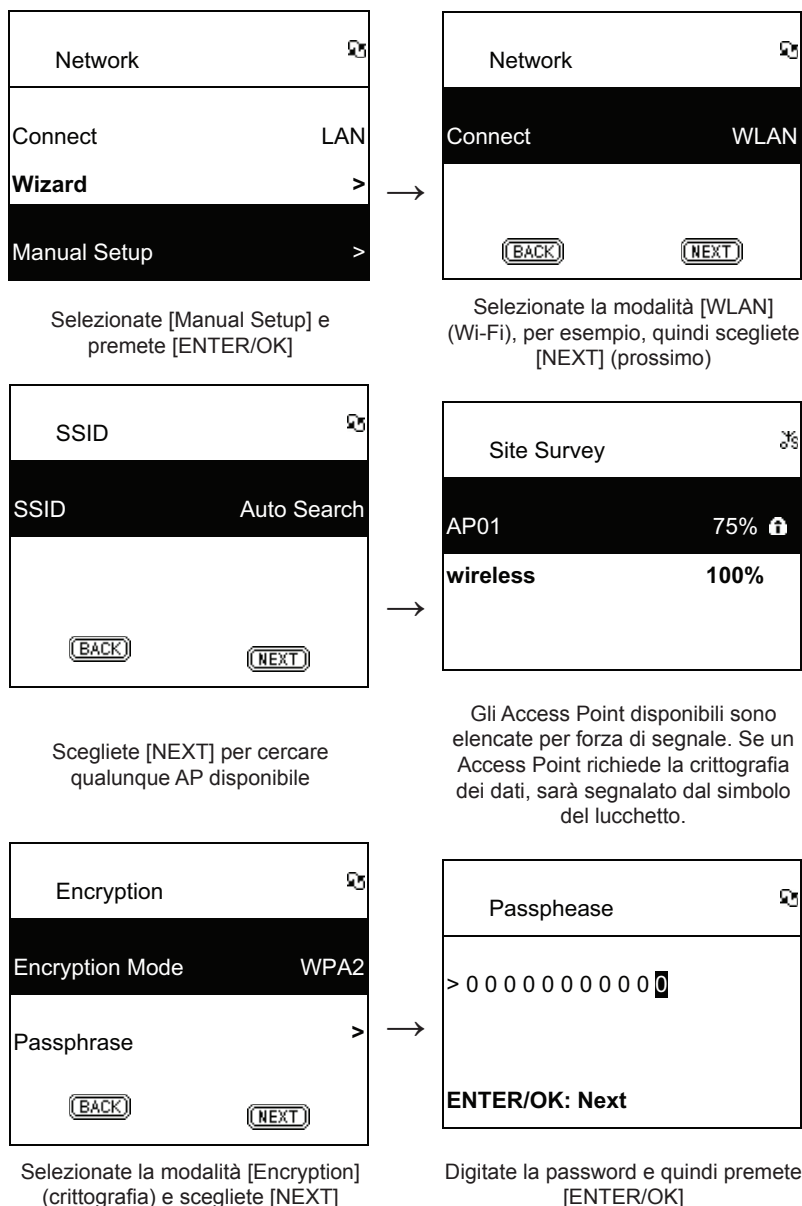 Network
Connect LAN
Wizard >
Manual Setup >
→
Network
Connect WLAN
BACK NEXT
Selezionate [Manual Setup] e
premete [ENTER/OK]
Selezionate la modalità [WLAN]
(Wi-Fi), per esempio, quindi scegliete
[NEXT] (prossimo)
SSID
SSID Auto Search
BACK NEXT
→
Site Survey
AP01 75%
wireless 100%
Scegliete [NEXT] per cercare
qualunque AP disponibile
Gli Access Point disponibili sono
elencate per forza di segnale. Se un
Access Point richiede la crittografia
dei dati, sarà segnalato dal simbolo
del lucchetto.
Encryption
Encryption Mode WPA2
Passphrase >
BACK NEXT
→
Passphease
> 0 0 0 0 0 0 0 0 0 0 0
ENTER/OK: Next
Selezionate la modalità [Encryption]
(crittografia) e scegliete [NEXT]
Digitate la password e quindi premete
[ENTER/OK]